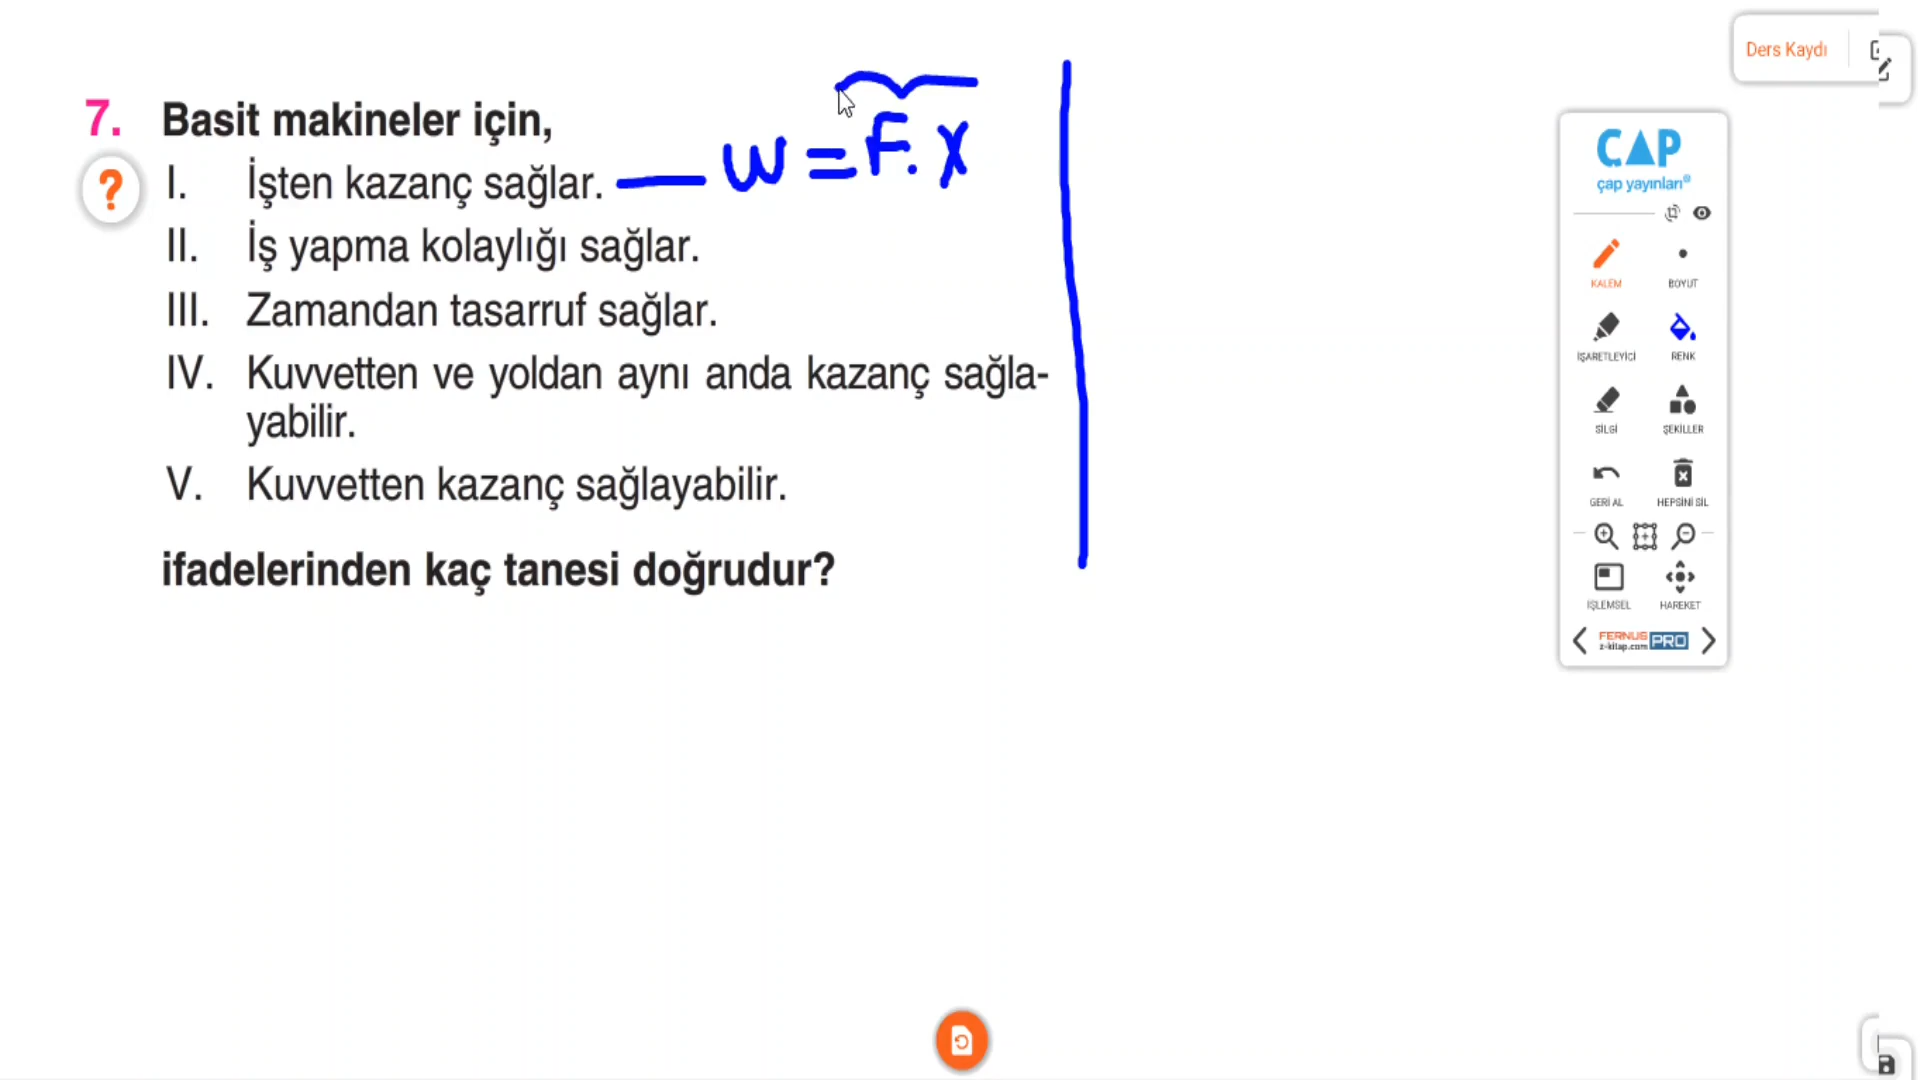 7. Basit makineler için,
I. İşten kazanç sağlar. — W = F. X
II. İş yapma kolaylığı sağlar.
III. Zamandan tasarruf sağlar.
IV. Kuvvetten ve yoldan aynı anda kazanç sağla-
yabilir.
V. Kuvvetten kazanç sağlayabilir.
ifadelerinden kaç tanesi doğrudur?
?
Ders Kaydı
ÇAP
çap yayınları®
KALEM BOYUT
İŞARETLEYİCİ RENK
SİLGİ ŞEKİLLER
GERİ AL HEPSİNİ SİL
İŞLEMSEL HAREKET
FERNUS PRO
z-kitap.com